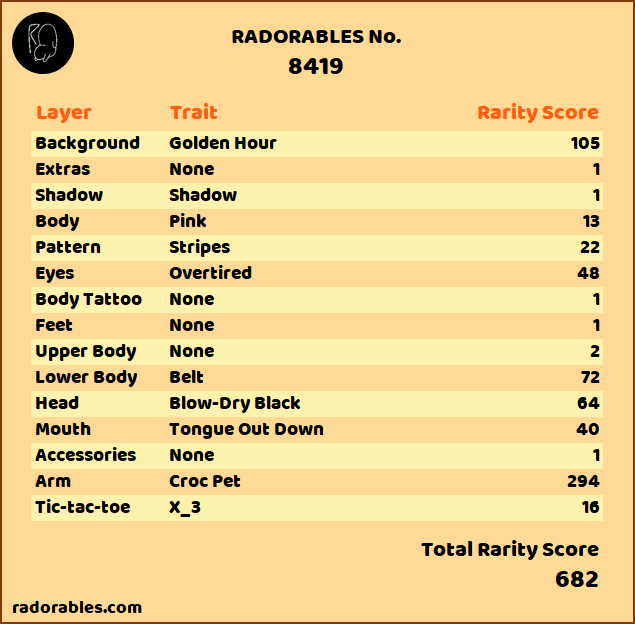 RADORABLES No.
8419
Layer Trait Rarity Score
Background Golden Hour 105
Extras None 1
Shadow Shadow 1
Body Pink 13
Pattern Stripes 22
Eyes Overtired 48
Body Tattoo None 1
Feet None 1
Upper Body None 2
Lower Body Belt 72
Head Blow-Dry Black 64
Mouth Tongue Out Down 40
Accessories None 1
Arm Croc Pet 294
Tic-tac-toe X_3 16
Total Rarity Score
682
radorables.com